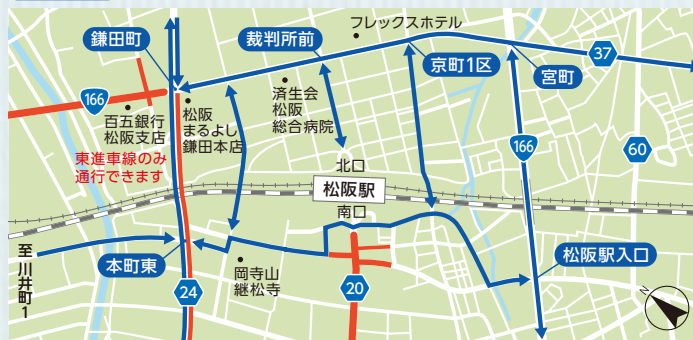 フレックスホテル
鎌田町
裁判所前
京町1区
宮町
37
166
百五銀行
松阪支店
松阪
まるよし
鎌田本店
済生会
松阪
総合病院
東進車線のみ
通行できます
166
60
北口
松阪駅
南口
至川井町1
本町東
岡寺山
継松寺
松阪駅入口
24
20
N